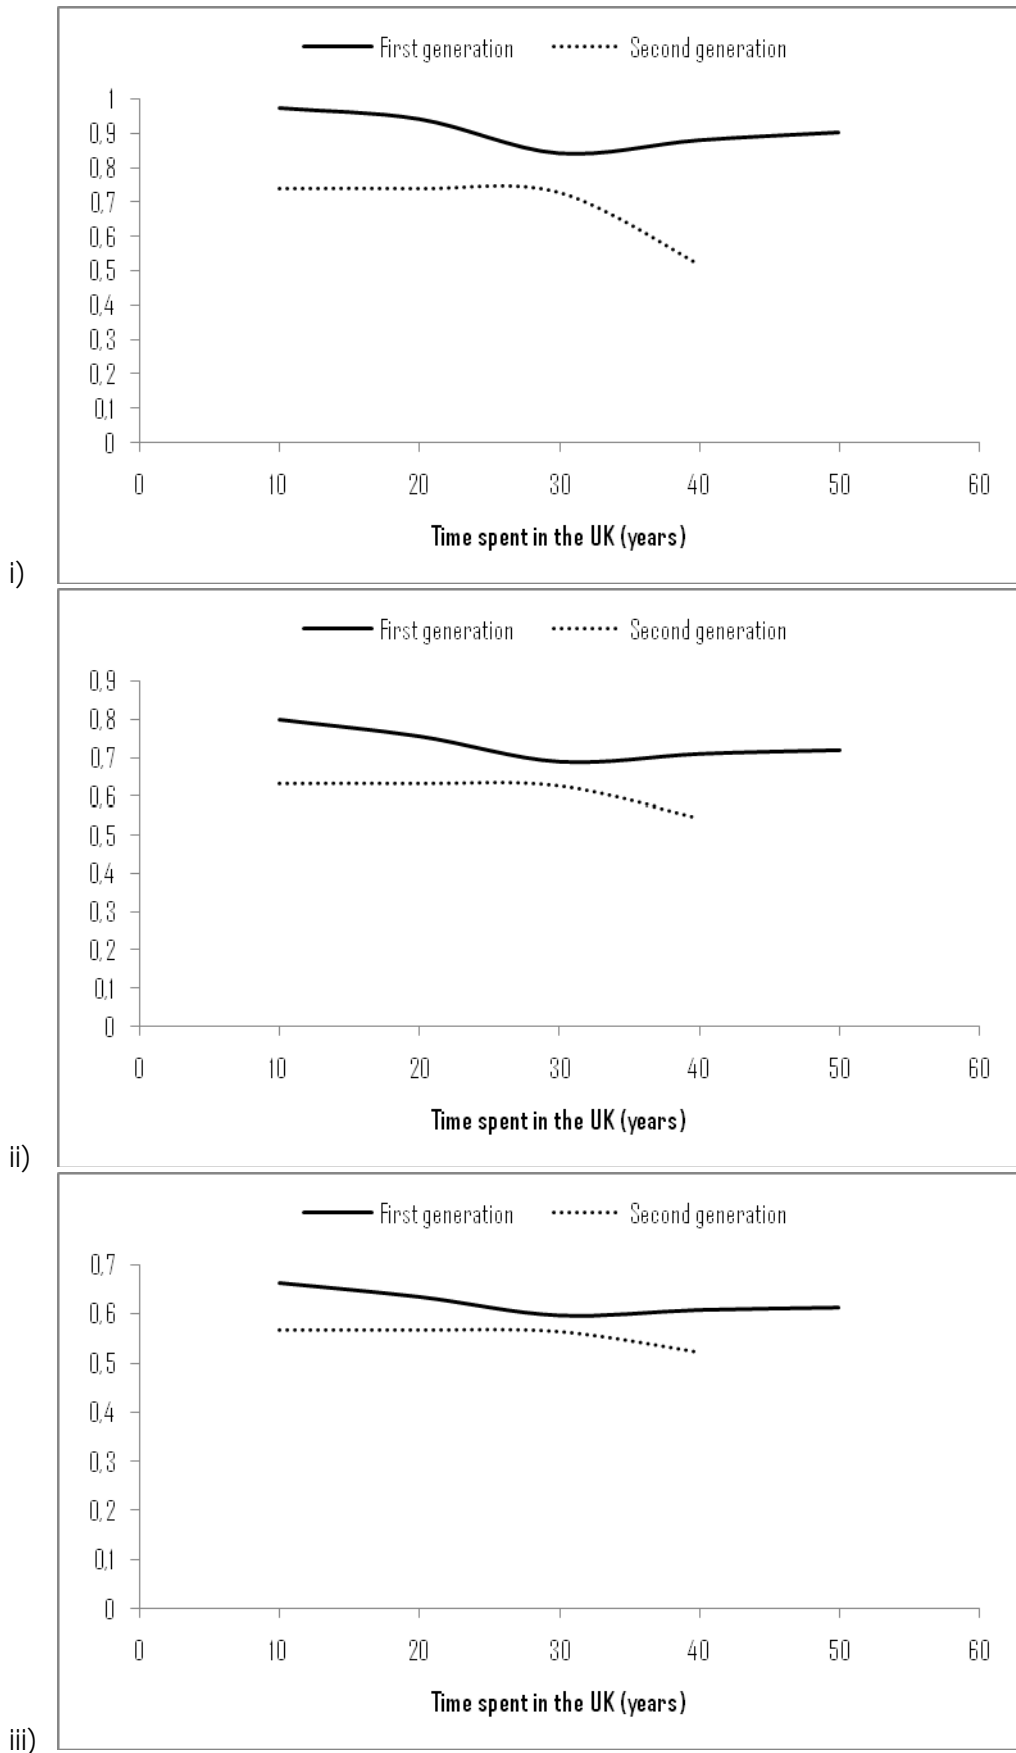 First generation Second generation
1
0,9
0,8
0,7
0,6
0,5
0,4
0,3
0,2
0,1
0
0 10 20 30 40 50 60
Time spent in the UK (years)
i)
First generation Second generation
0,9
0,8
0,7
0,6
0,5
0,4
0,3
0,2
0,1
0
0 10 20 30 40 50 60
Time spent in the UK (years)
ii)
First generation Second generation
0,7
0,6
0,5
0,4
0,3
0,2
0,1
0
0 10 20 30 40 50 60
Time spent in the UK (years)
iii)